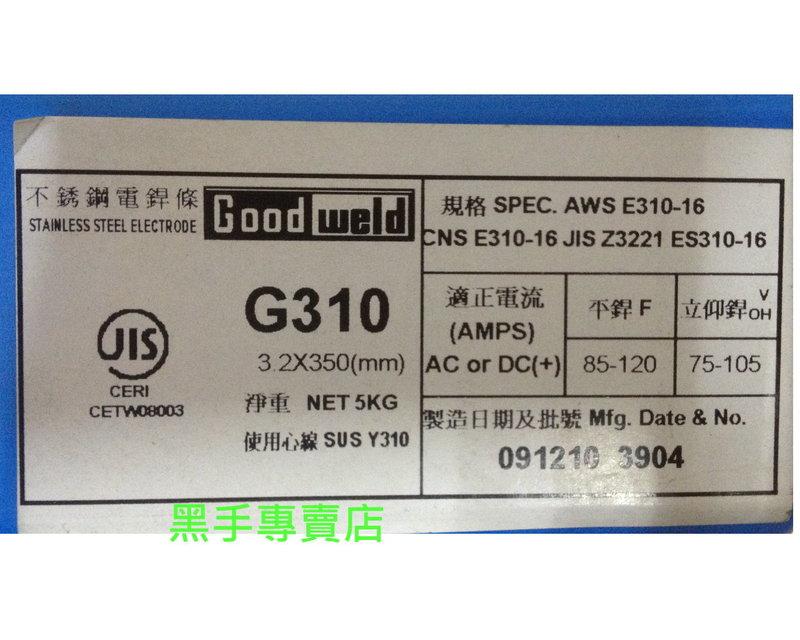 不銹鋼電銲條
STAINLESS STEEL ELECTRODE
Good weld
G310
3.2X350(mm)
JIS
CERI
CETW08003
淨重 NET 5KG
使用心線 SUS Y310
規格 SPEC. AWS E310-16
CNS E310-16 JIS Z3221 ES310-16
適正電流
(AMPS)
AC or DC(+)
平銲 F
立仰銲 V OH
85-120
75-105
製造日期及批號 Mfg. Date & No.
091210 3904
黑手專賣店